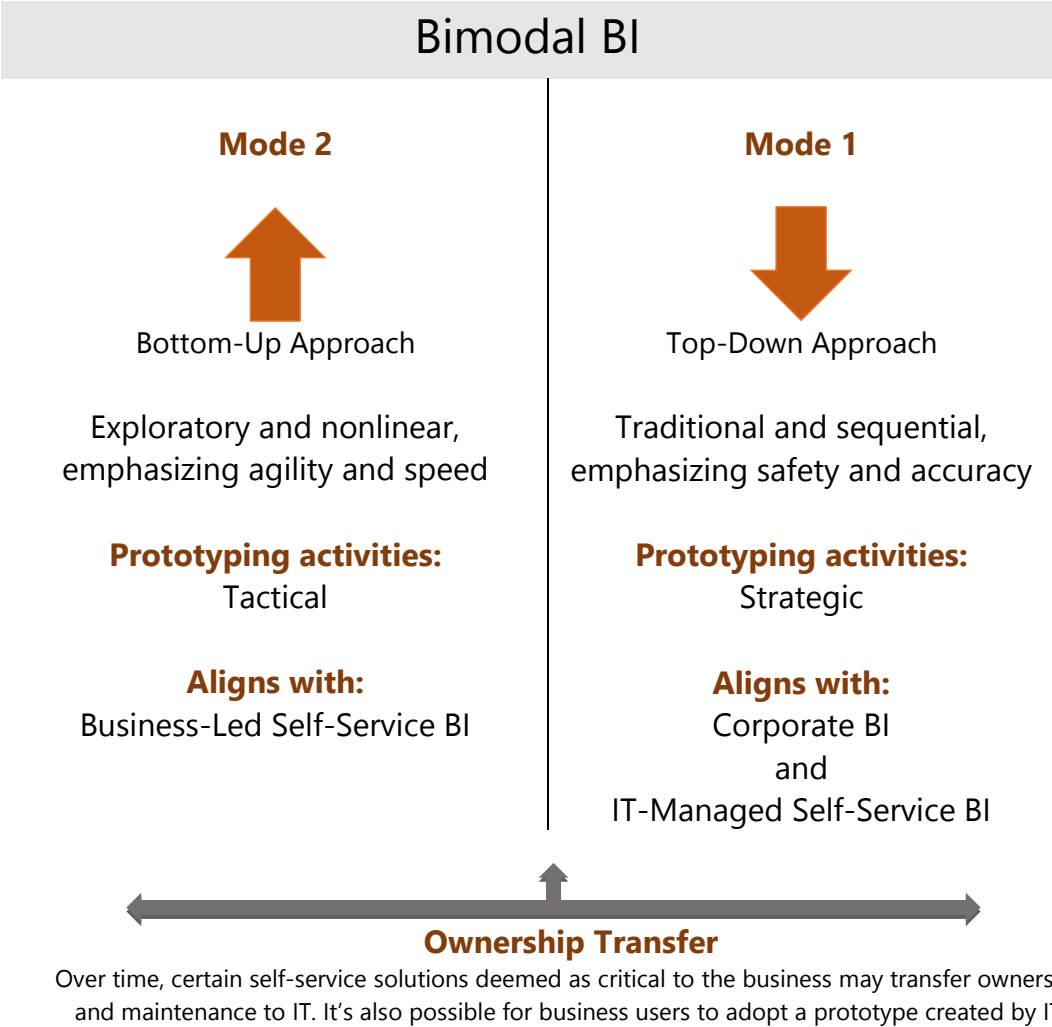 Bimodal BI
Mode 2
Bottom-Up Approach
Exploratory and nonlinear,
emphasizing agility and speed
Prototyping activities:
Tactical
Aligns with:
Business-Led Self-Service BI
Mode 1
Top-Down Approach
Traditional and sequential,
emphasizing safety and accuracy
Prototyping activities:
Strategic
Aligns with:
Corporate BI
and
IT-Managed Self-Service BI
Ownership Transfer
Over time, certain self-service solutions deemed as critical to the business may transfer owners
and maintenance to IT. It’s also possible for business users to adopt a prototype created by IT